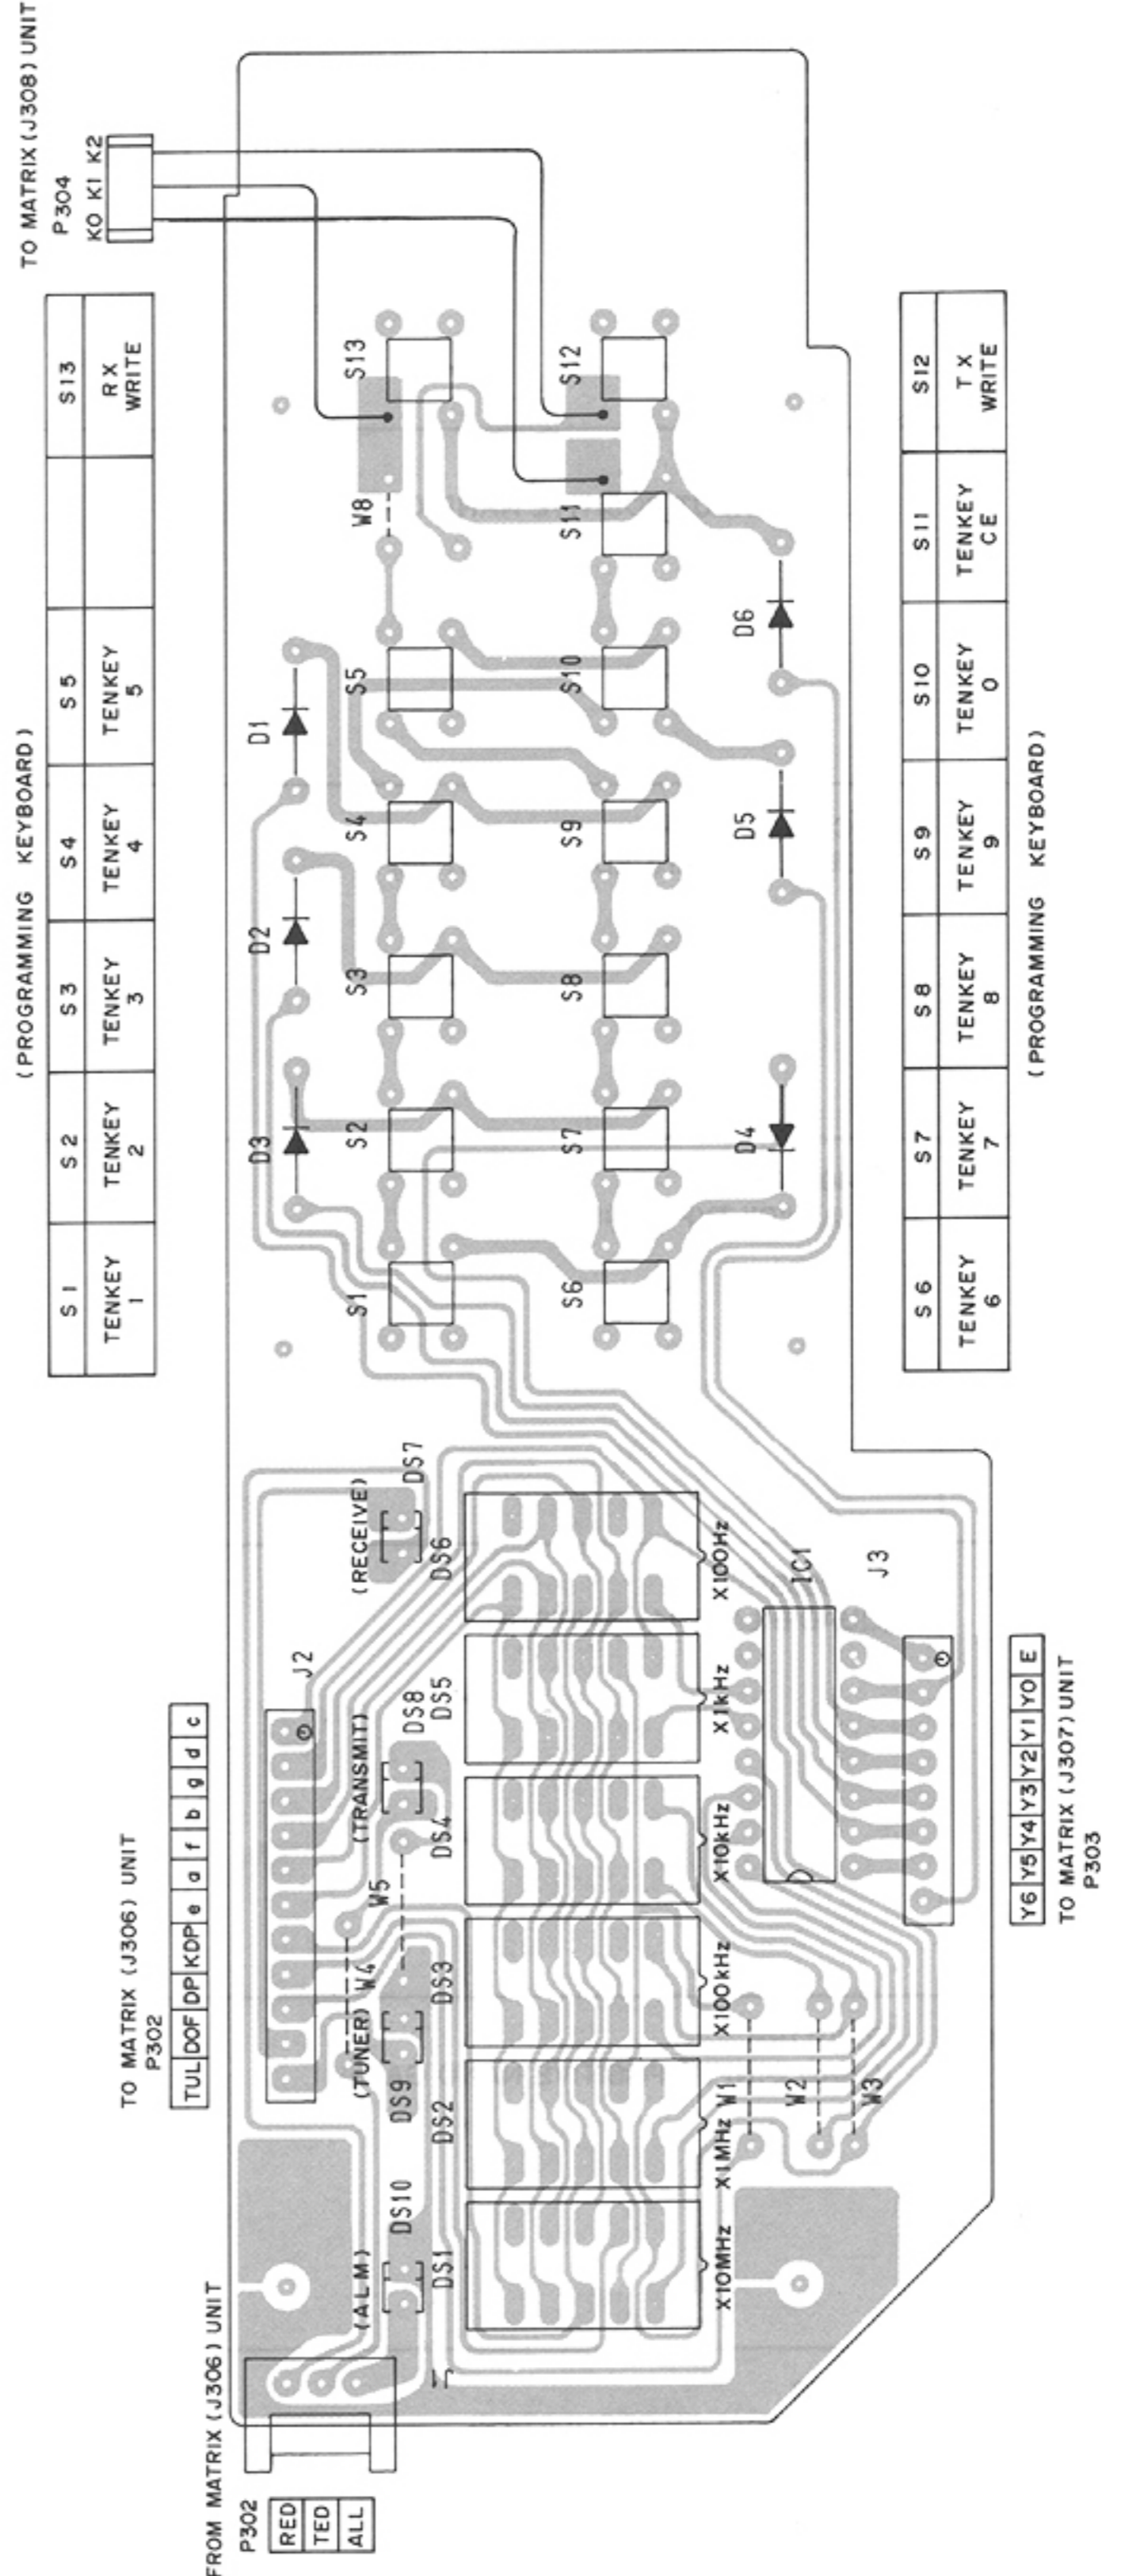 TO MATRIX (J308) UNIT
P304
K0 K1 K2
(PROGRAMMING KEYBOARD)
S1 S2 S3 S4 S5 S13
TENKEY 1
TENKEY 2
TENKEY 3
TENKEY 4
TENKEY 5
RX WRITE
S13
S12
W8
S11
D6
S5
S10
D1
S4
S9
D5
D2
S3
S8
D3
S2
S7
D4
S1
S6
S6 S7 S8 S9 S10 S11 S12
TENKEY 6
TENKEY 7
TENKEY 8
TENKEY 9
TENKEY 0
TENKEY CE
TX WRITE
(PROGRAMMING KEYBOARD)
(RECEIVE)
DS7
DS6
X100Hz
IC1
J3
J2
(TRANSMIT)
DS8
DS5
X1kHz
DS4
X10kHz
W5
W4
(TUNER)
DS9
DS3
X100kHz
DS2
X1MHz
W1
W2
W3
DS10
(ALM)
DS1
X10MHz
J1
TO MATRIX (J306) UNIT
P302
TUL DOF DP KDP e a f b g d c
Y6 Y5 Y4 Y3 Y2 Y1 Y0 E
TO MATRIX (J307) UNIT
P303
FROM MATRIX (J306) UNIT
P302
RED
TED
ALL